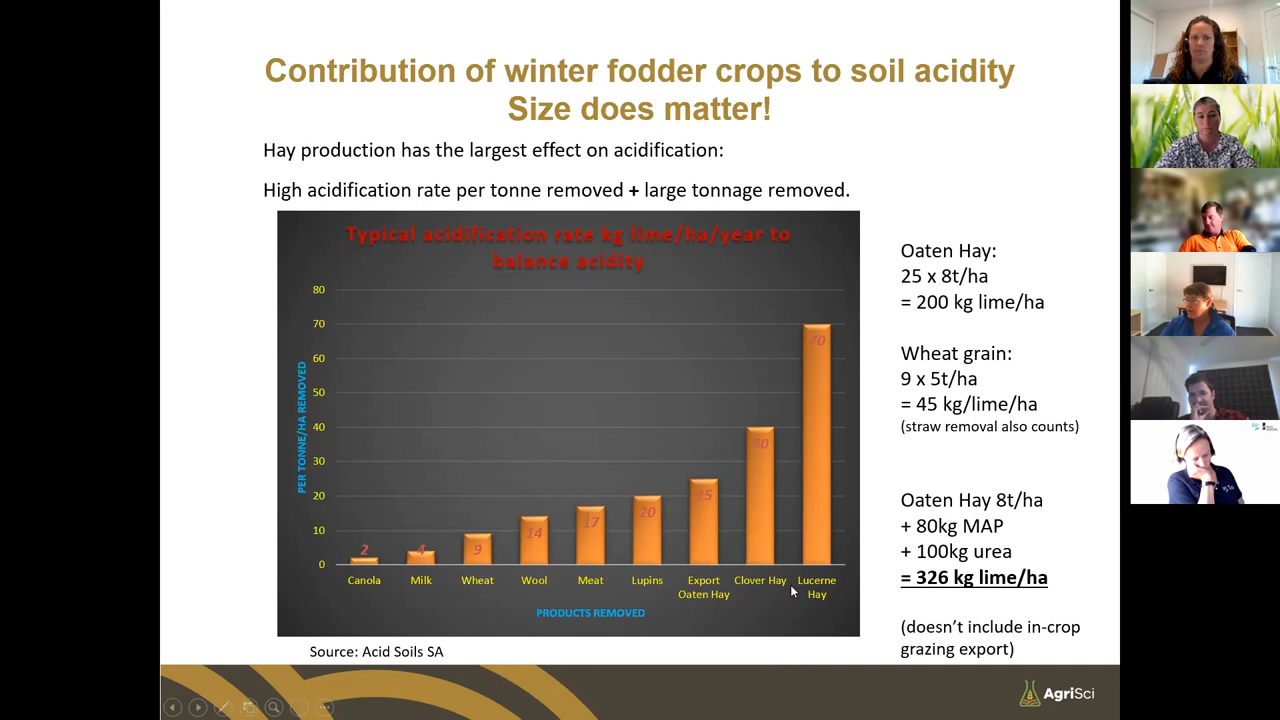 Contribution of winter fodder crops to soil acidity
Size does matter!
Hay production has the largest effect on acidification:
High acidification rate per tonne removed + large tonnage removed.
Typical acidification rate kg lime/ha/year to
balance acidity
PER TONNE/HA REMOVED
80
70
60
50
40
30
20
10
0
2
4
9
14
17
20
25
40
70
Canola
Milk
Wheat
Wool
Meat
Lupins
Export
Oaten Hay
Clover Hay
Lucerne
Hay
PRODUCTS REMOVED
Source: Acid Soils SA
Oaten Hay:
25 x 8t/ha
= 200 kg lime/ha
Wheat grain:
9 x 5t/ha
= 45 kg/lime/ha
(straw removal also counts)
Oaten Hay 8t/ha
+ 80kg MAP
+ 100kg urea
= 326 kg lime/ha
(doesn't include in-crop
grazing export)
AgriSci